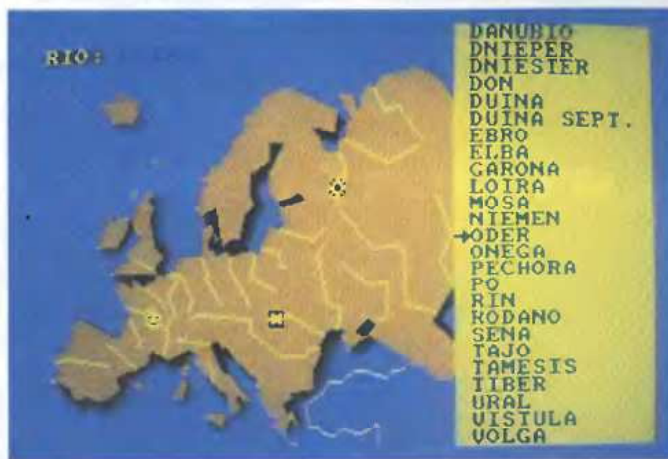 RIO:
DANUBIO
DNIEPER
DNIESTER
DON
DUINA
DUINA SEPT.
EBRO
ELBA
GARONA
LOIRA
MOSA
NIEMEN
ODER
ONEGA
PECHORA
PO
RIN
RODANO
SENA
TAJO
TAMESIS
TIBER
URAL
VISTULA
VOLGA